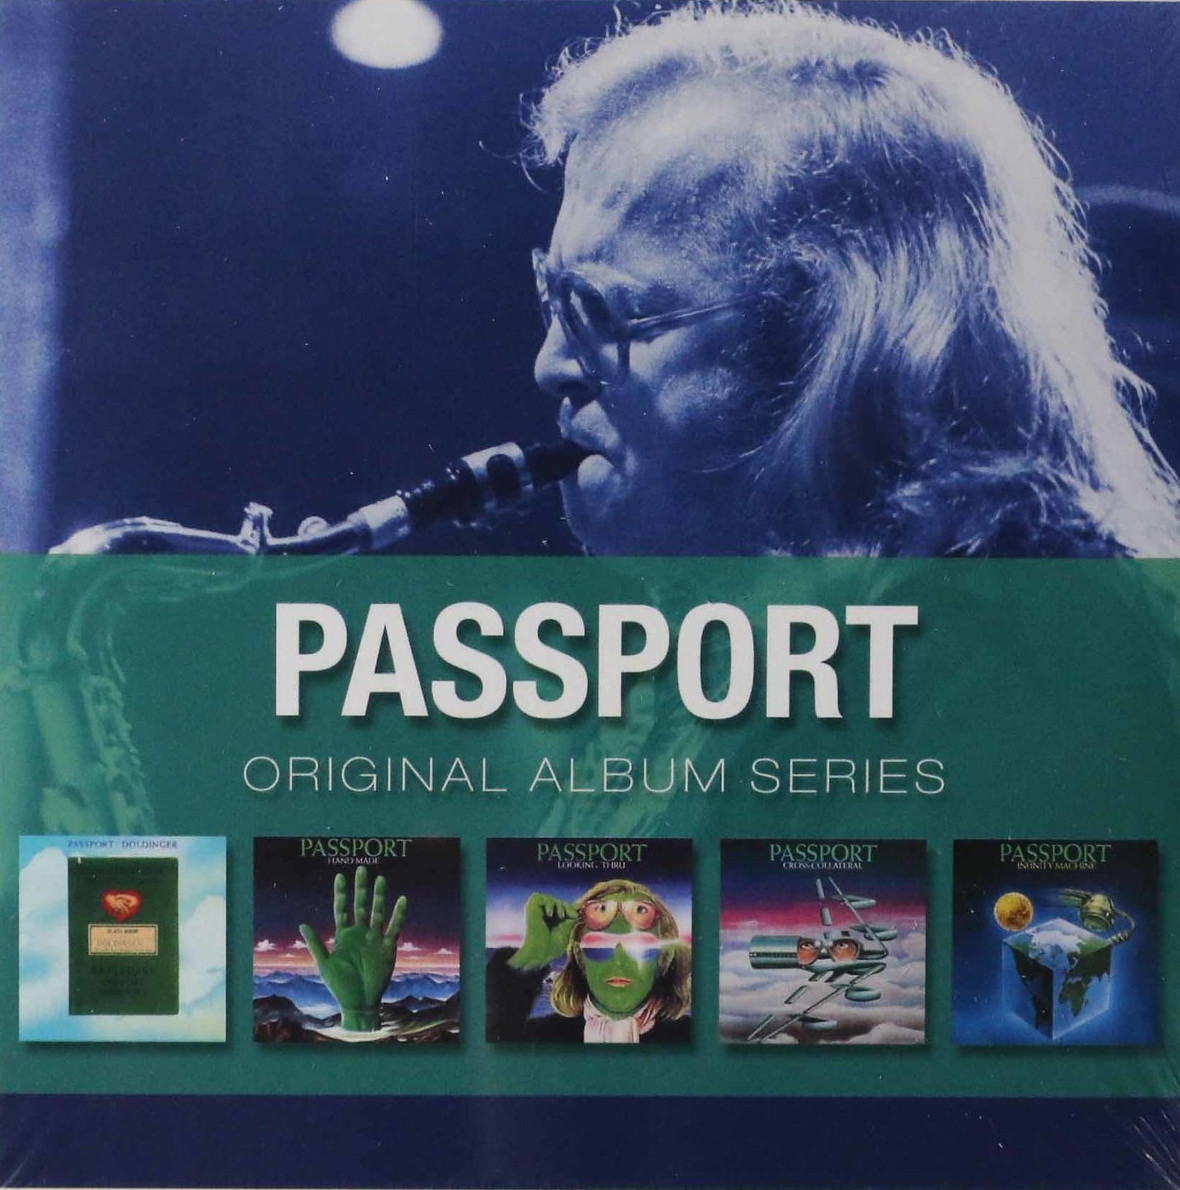 PASSPORT
ORIGINAL ALBUM SERIES
PASSPORT DOLDINGER
PASSPORT
HAND MADE
PASSPORT
LOOKING THRU
PASSPORT
CROSS-COLLATERAL
PASSPORT
INFINITY MACHINE